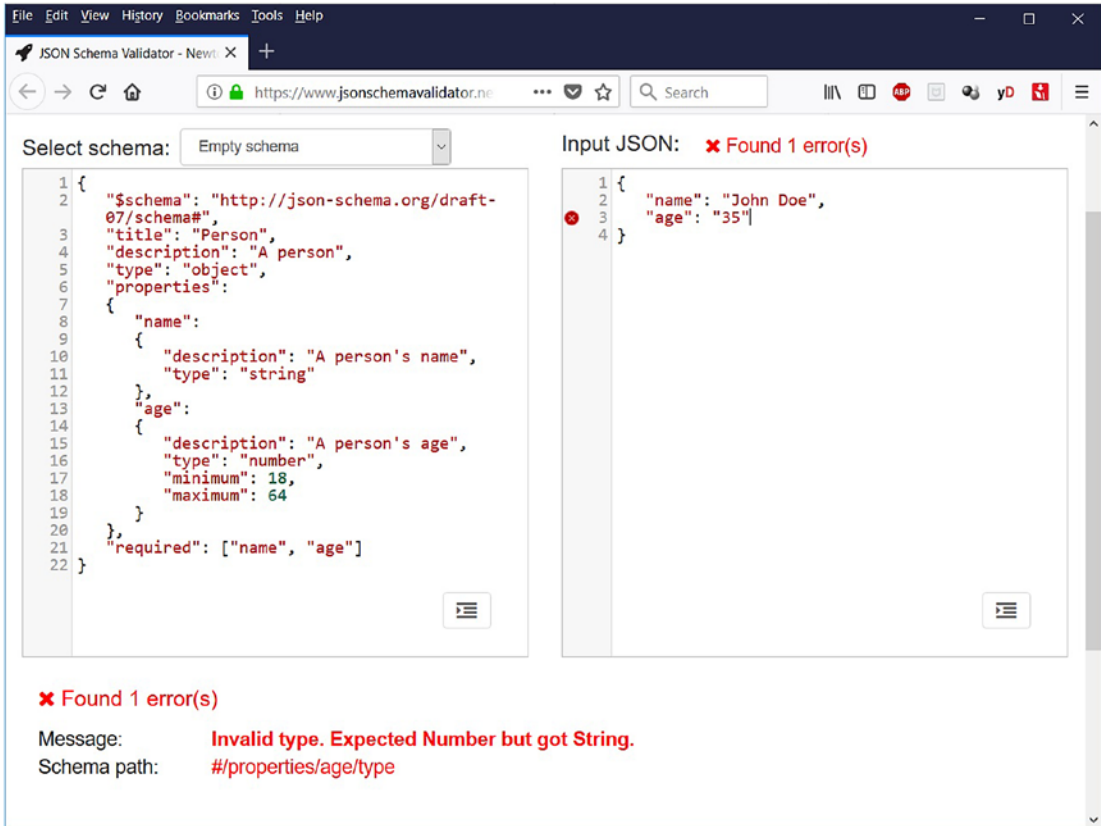 File Edit View History Bookmarks Tools Help
JSON Schema Validator - Newt
https://www.jsonschemavalidator.ne
Search
ABP
yD
Select schema: Empty schema
1 {
2 "$schema": "http://json-schema.org/draft-
07/schema#",
3 "title": "Person",
4 "description": "A person",
5 "type": "object",
6 "properties":
7 {
8 "name":
9 {
10 "description": "A person's name",
11 "type": "string"
12 },
13 "age":
14 {
15 "description": "A person's age",
16 "type": "number",
17 "minimum": 18,
18 "maximum": 64
19 }
20 },
21 "required": ["name", "age"]
22 }
Input JSON: Found 1 error(s)
1 {
2 "name": "John Doe",
3 "age": "35"
4 }
Found 1 error(s)
Message: Invalid type. Expected Number but got String.
Schema path: #/properties/age/type